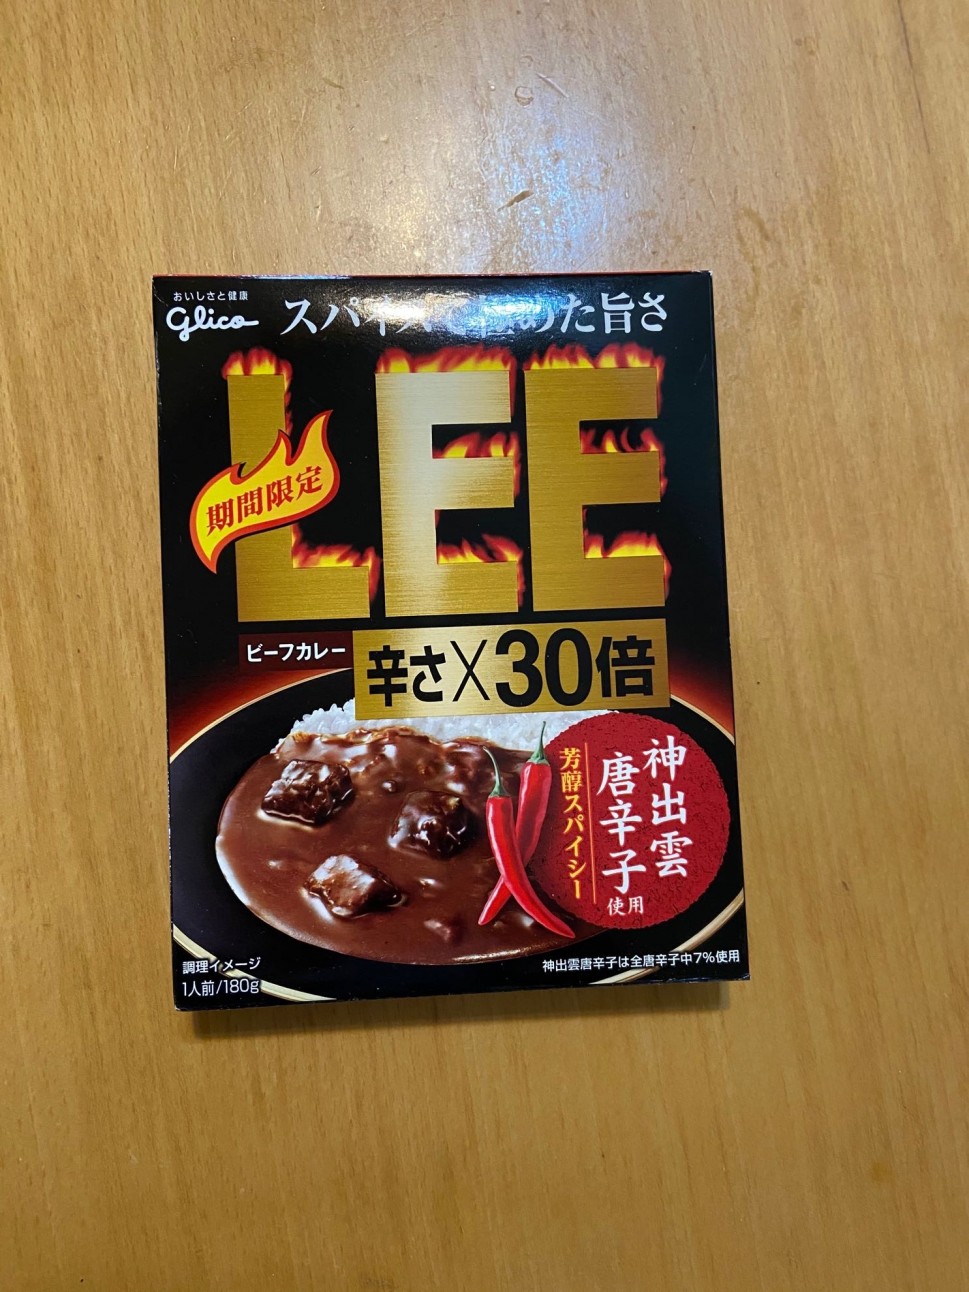 おいしさと健康
Glico
スパイスで極めた旨さ
LEE
期間限定
ビーフカレー
辛さ×30倍
神出雲
唐辛子
使用
芳醇スパイシー
調理イメージ
1人前/180g
神出雲唐辛子は全唐辛子中7%使用